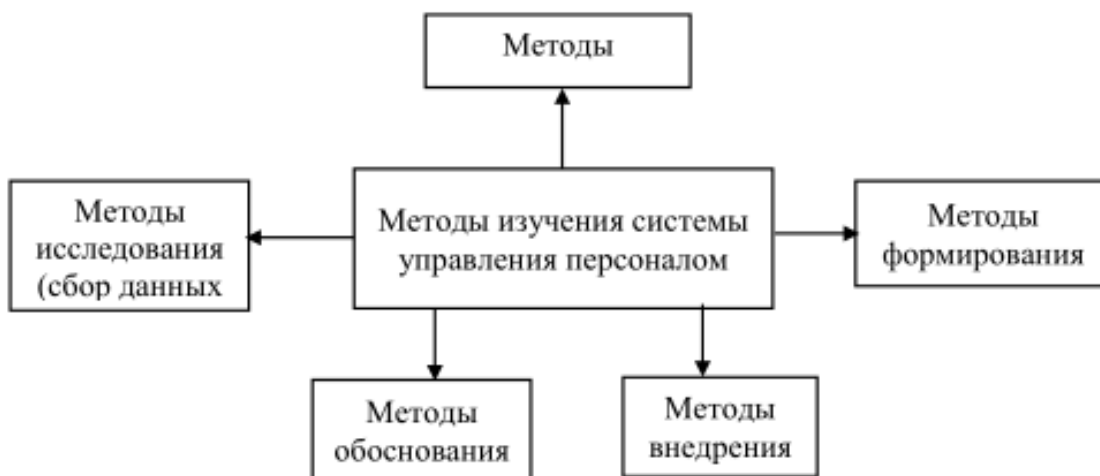 Методы
Методы изучения системы
управления персоналом
Методы
исследования
(сбор данных
Методы
формирования
Методы
обоснования
Методы
внедрения